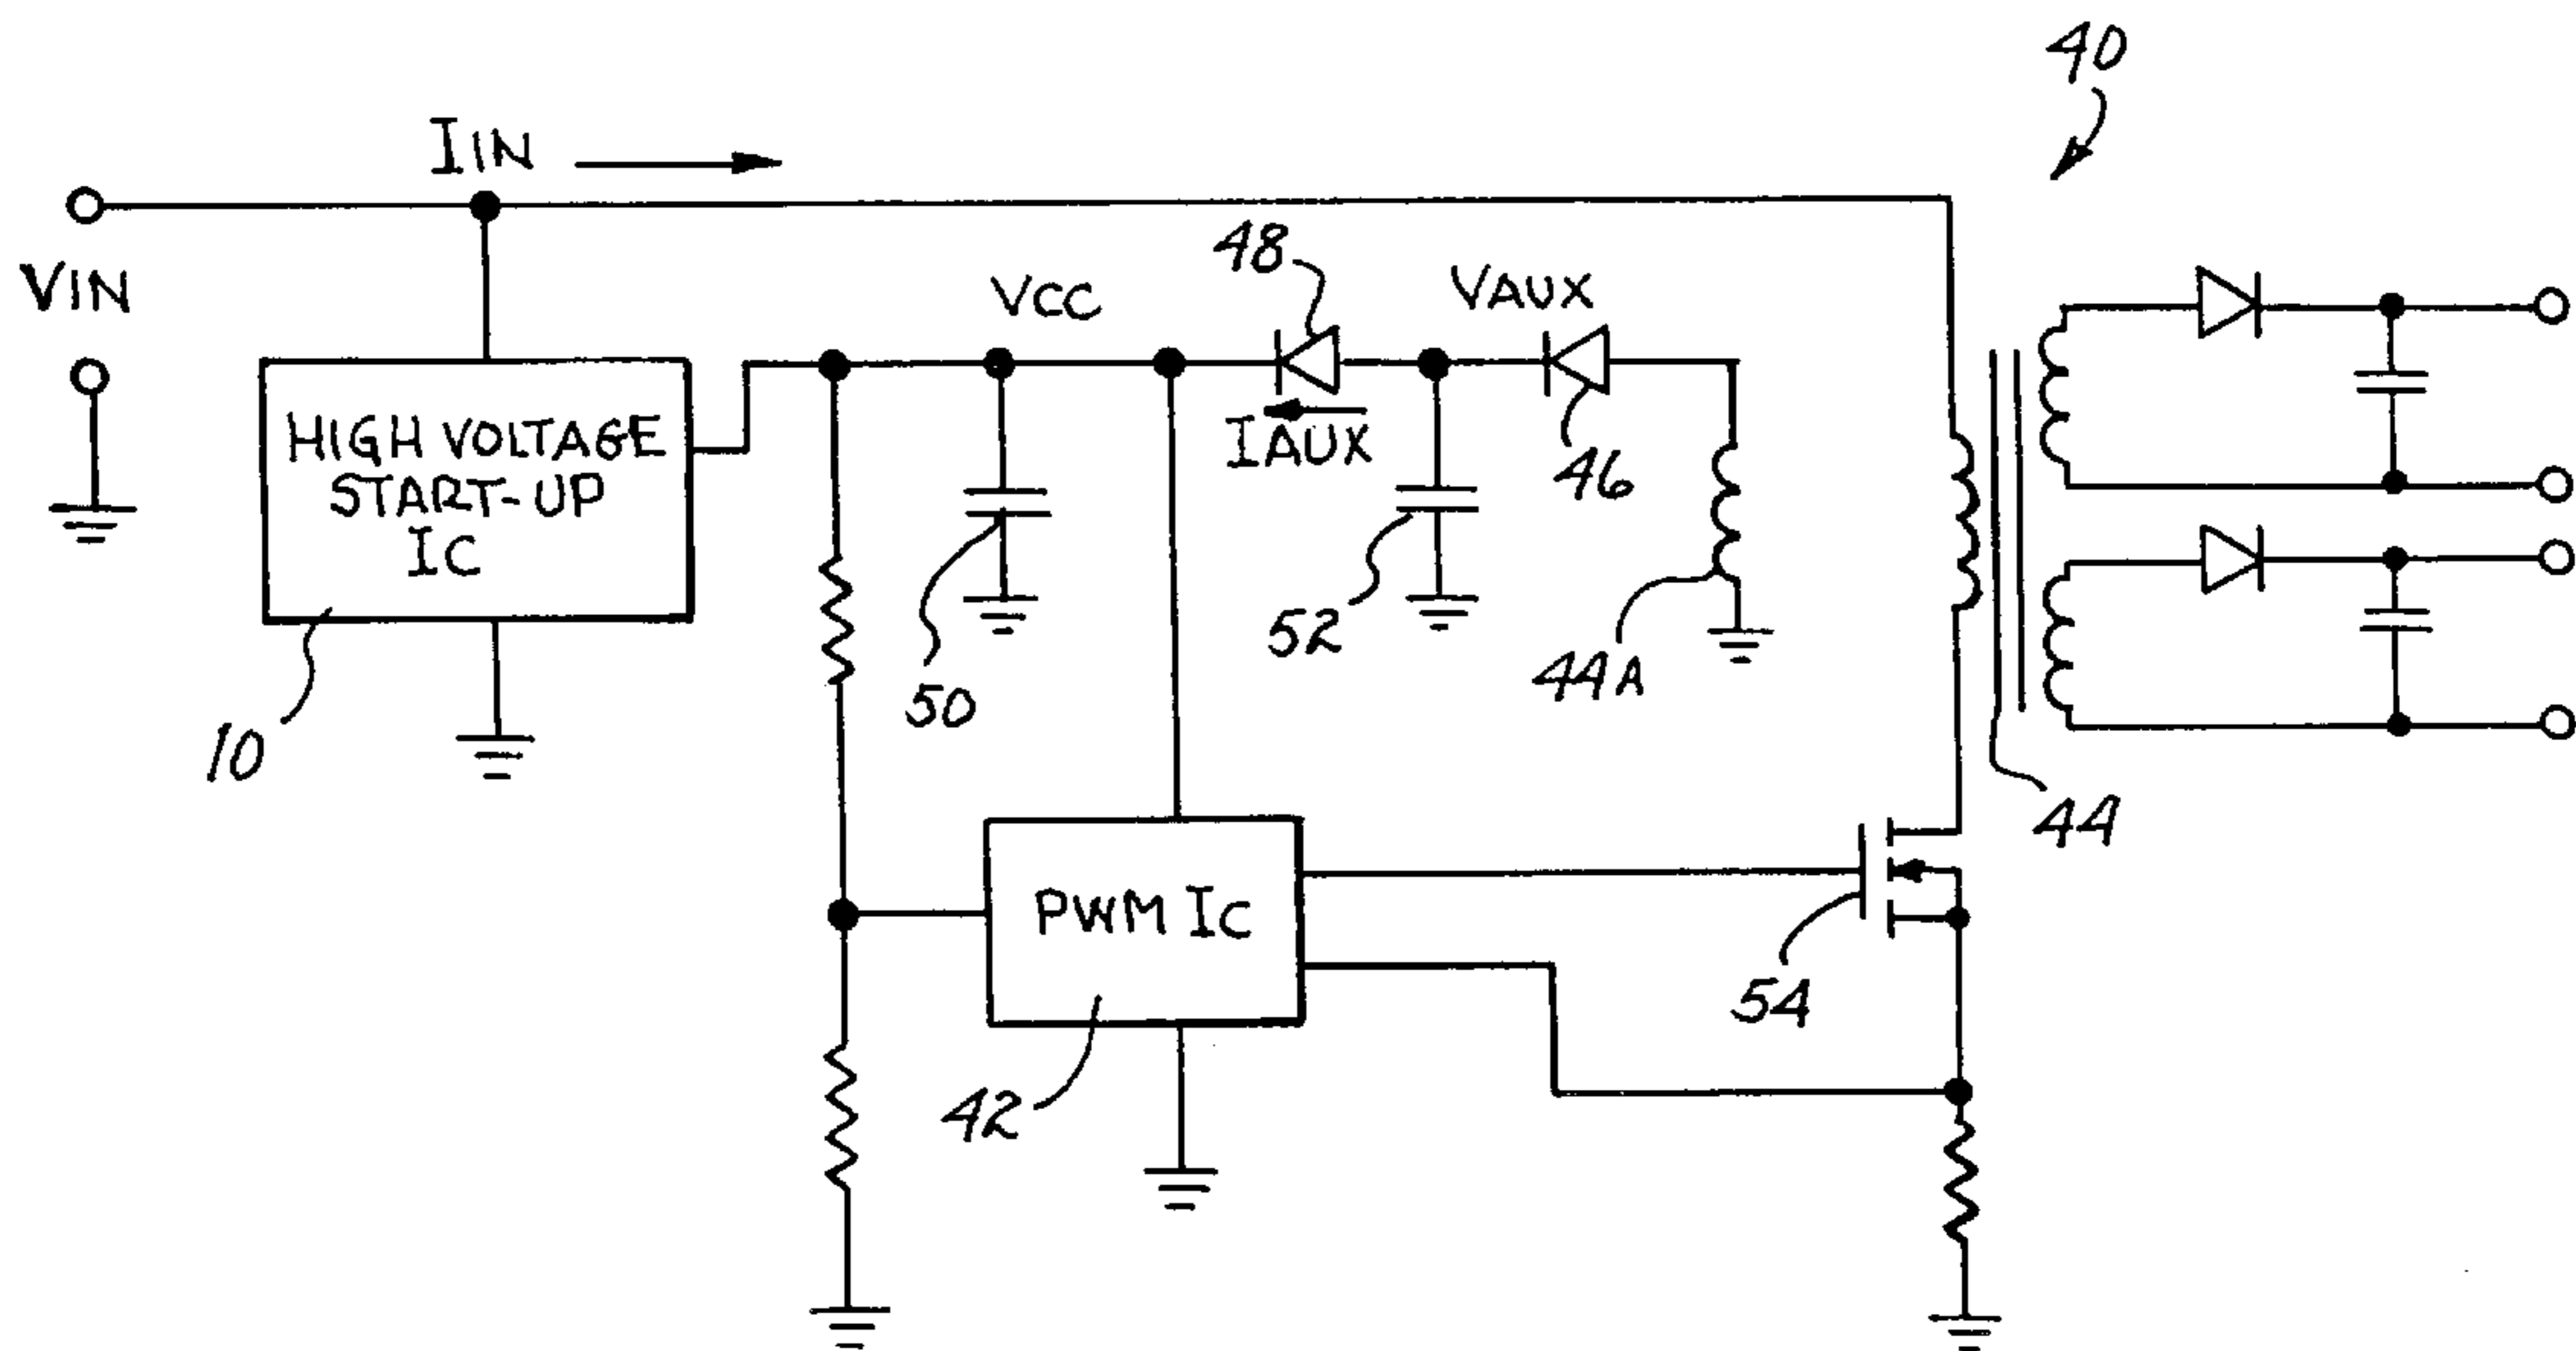 40
IIN
VIN
VCC
48
VAUX
HIGH VOLTAGE
START-UP
IC
IAUX
46
10
50
52
44A
44
PWM IC
54
42